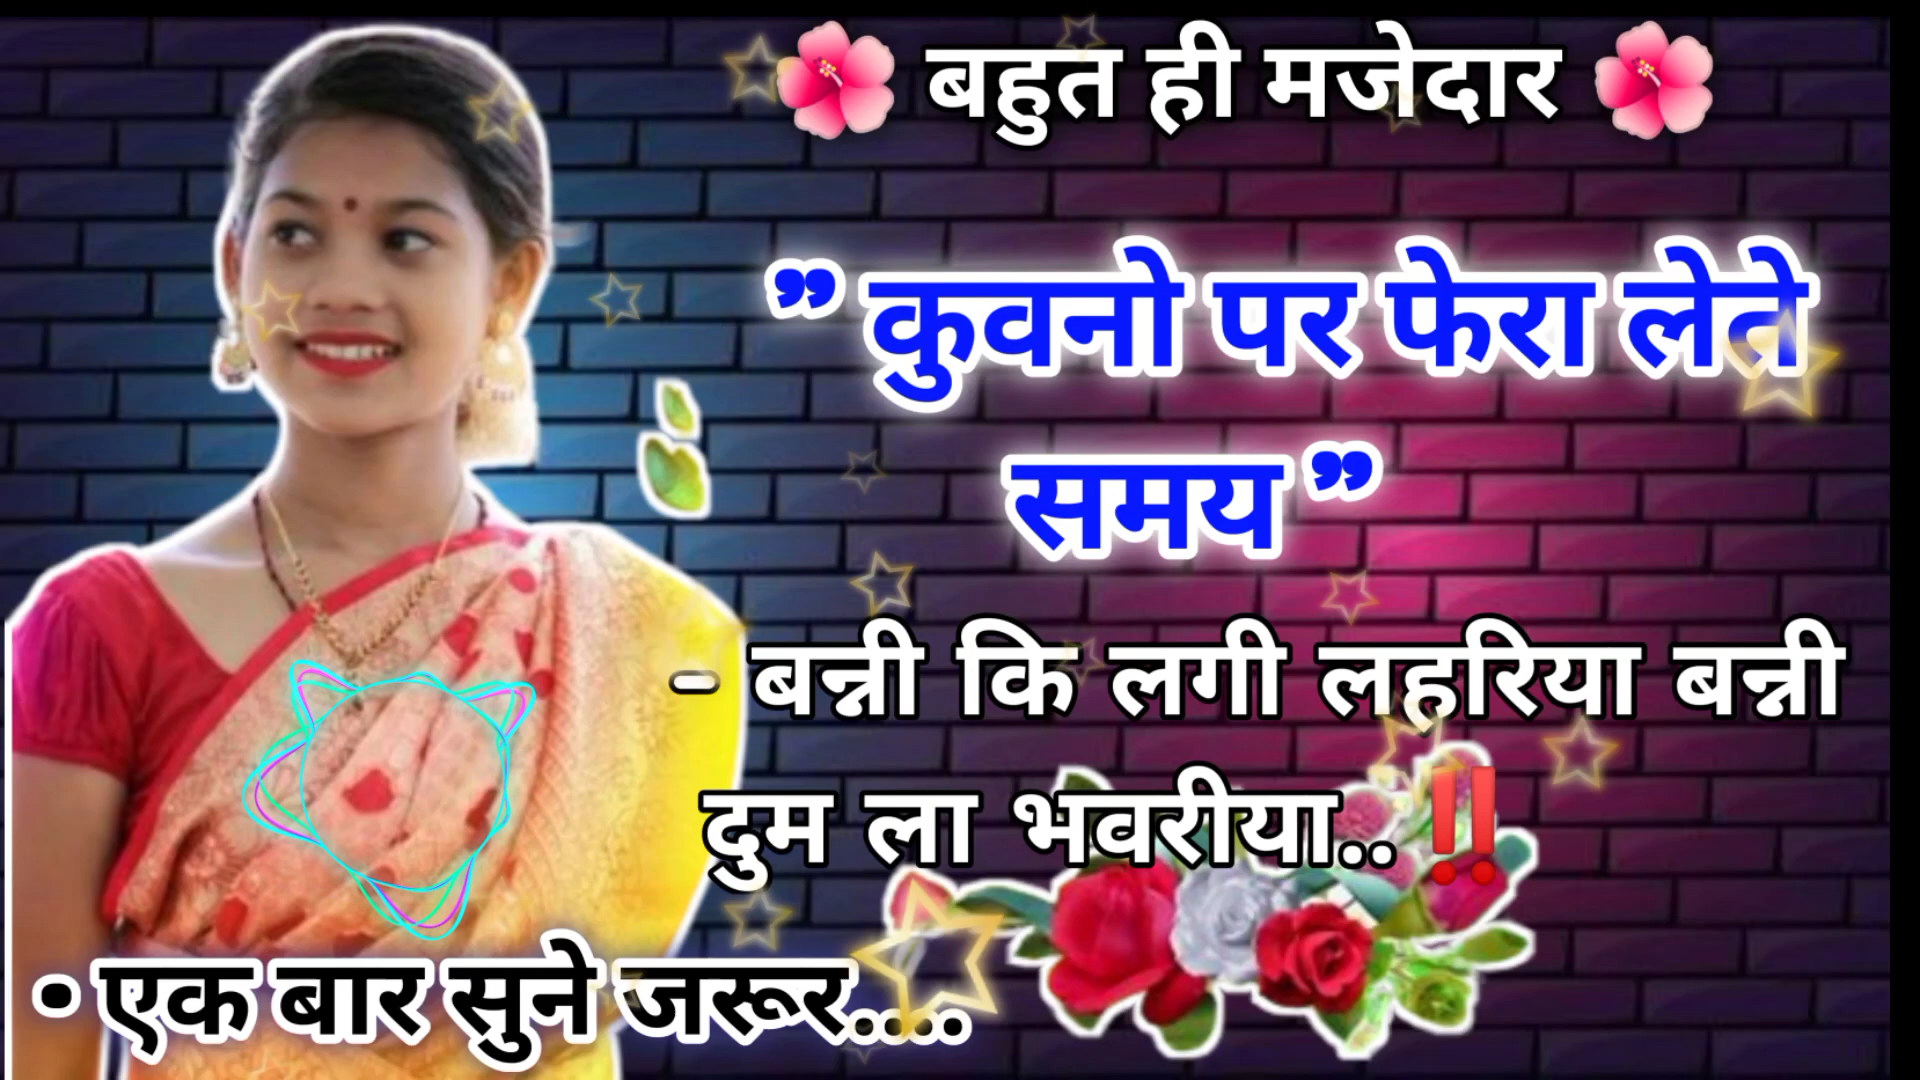 🌺 बहुत ही मजेदार 🌺
” कुवनो पर फेरा लेते
समय ”
- बन्नी कि लगी लहरिया बन्नी
दुम ला भवरीया.. ‼️
• एक बार सुने जरूर....